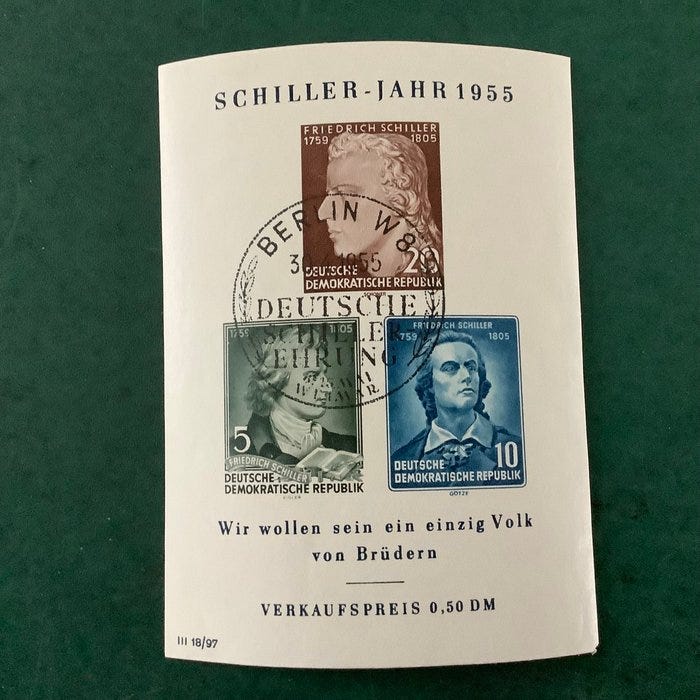 SCHILLER-JAHR 1955
FRIEDRICH SCHILLER
1759 1805
20
DEUTSCHE
DEMOKRATISCHE REPUBLIK
BERLIN W8
1955
DEUTSCHE
SCHILLER-
EHRUNG
WEIMAR
1759 1805
5
FRIEDRICH SCHILLER
DEUTSCHE
DEMOKRATISCHE REPUBLIK
FRIEDRICH SCHILLER
1759 1805
10
DEUTSCHE
DEMOKRATISCHE REPUBLIK
GÖTZE
Wir wollen sein ein einzig Volk
von Brüdern
VERKAUFSPREIS 0,50 DM
III 18/97